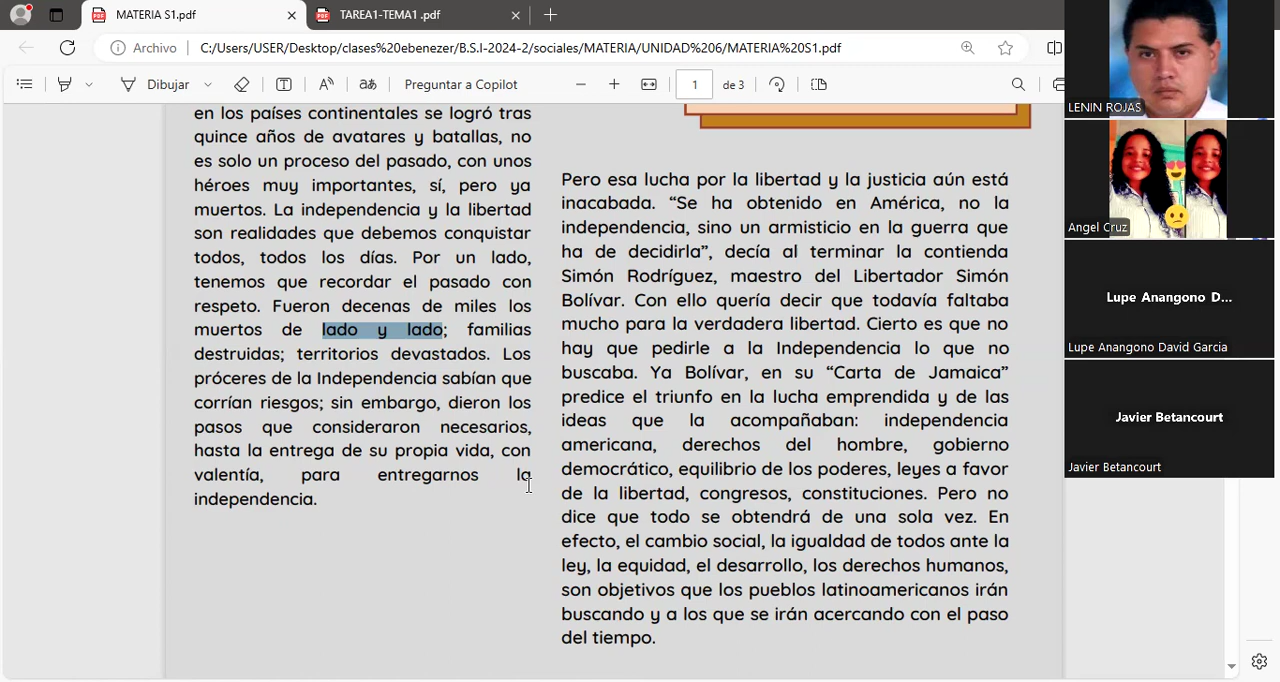 MATERIA S1.pdf
TAREA1-TEMA1 .pdf
Archivo
C:/Users/USER/Desktop/clases%20ebenezer/B.S.I-2024-2/sociales/MATERIA/UNIDAD%206/MATERIA%20S1.pdf
Dibujar
Preguntar a Copilot
1
de 3
en los países continentales se logró tras
quince años de avatares y batallas, no
es solo un proceso del pasado, con unos
héroes muy importantes, sí, pero ya
muertos. La independencia y la libertad
son realidades que debemos conquistar
todos, todos los días. Por un lado,
tenemos que recordar el pasado con
respeto. Fueron decenas de miles los
muertos de lado y lado; familias
destruidas; territorios devastados. Los
próceres de la Independencia sabían que
corrían riesgos; sin embargo, dieron los
pasos que consideraron necesarios,
hasta la entrega de su propia vida, con
valentía, para entregarnos la
independencia.
Pero esa lucha por la libertad y la justicia aún está
inacabada. “Se ha obtenido en América, no la
independencia, sino un armisticio en la guerra que
ha de decidirla”, decía al terminar la contienda
Simón Rodríguez, maestro del Libertador Simón
Bolívar. Con ello quería decir que todavía faltaba
mucho para la verdadera libertad. Cierto es que no
hay que pedirle a la Independencia lo que no
buscaba. Ya Bolívar, en su “Carta de Jamaica”
predice el triunfo en la lucha emprendida y de las
ideas que la acompañaban: independencia
americana, derechos del hombre, gobierno
democrático, equilibrio de los poderes, leyes a favor
de la libertad, congresos, constituciones. Pero no
dice que todo se obtendrá de una sola vez. En
efecto, el cambio social, la igualdad de todos ante la
ley, la equidad, el desarrollo, los derechos humanos,
son objetivos que los pueblos latinoamericanos irán
buscando y a los que se irán acercando con el paso
del tiempo.
LENIN ROJAS
Angel Cruz
Lupe Anangono D...
Lupe Anangono David Garcia
Javier Betancourt
Javier Betancourt